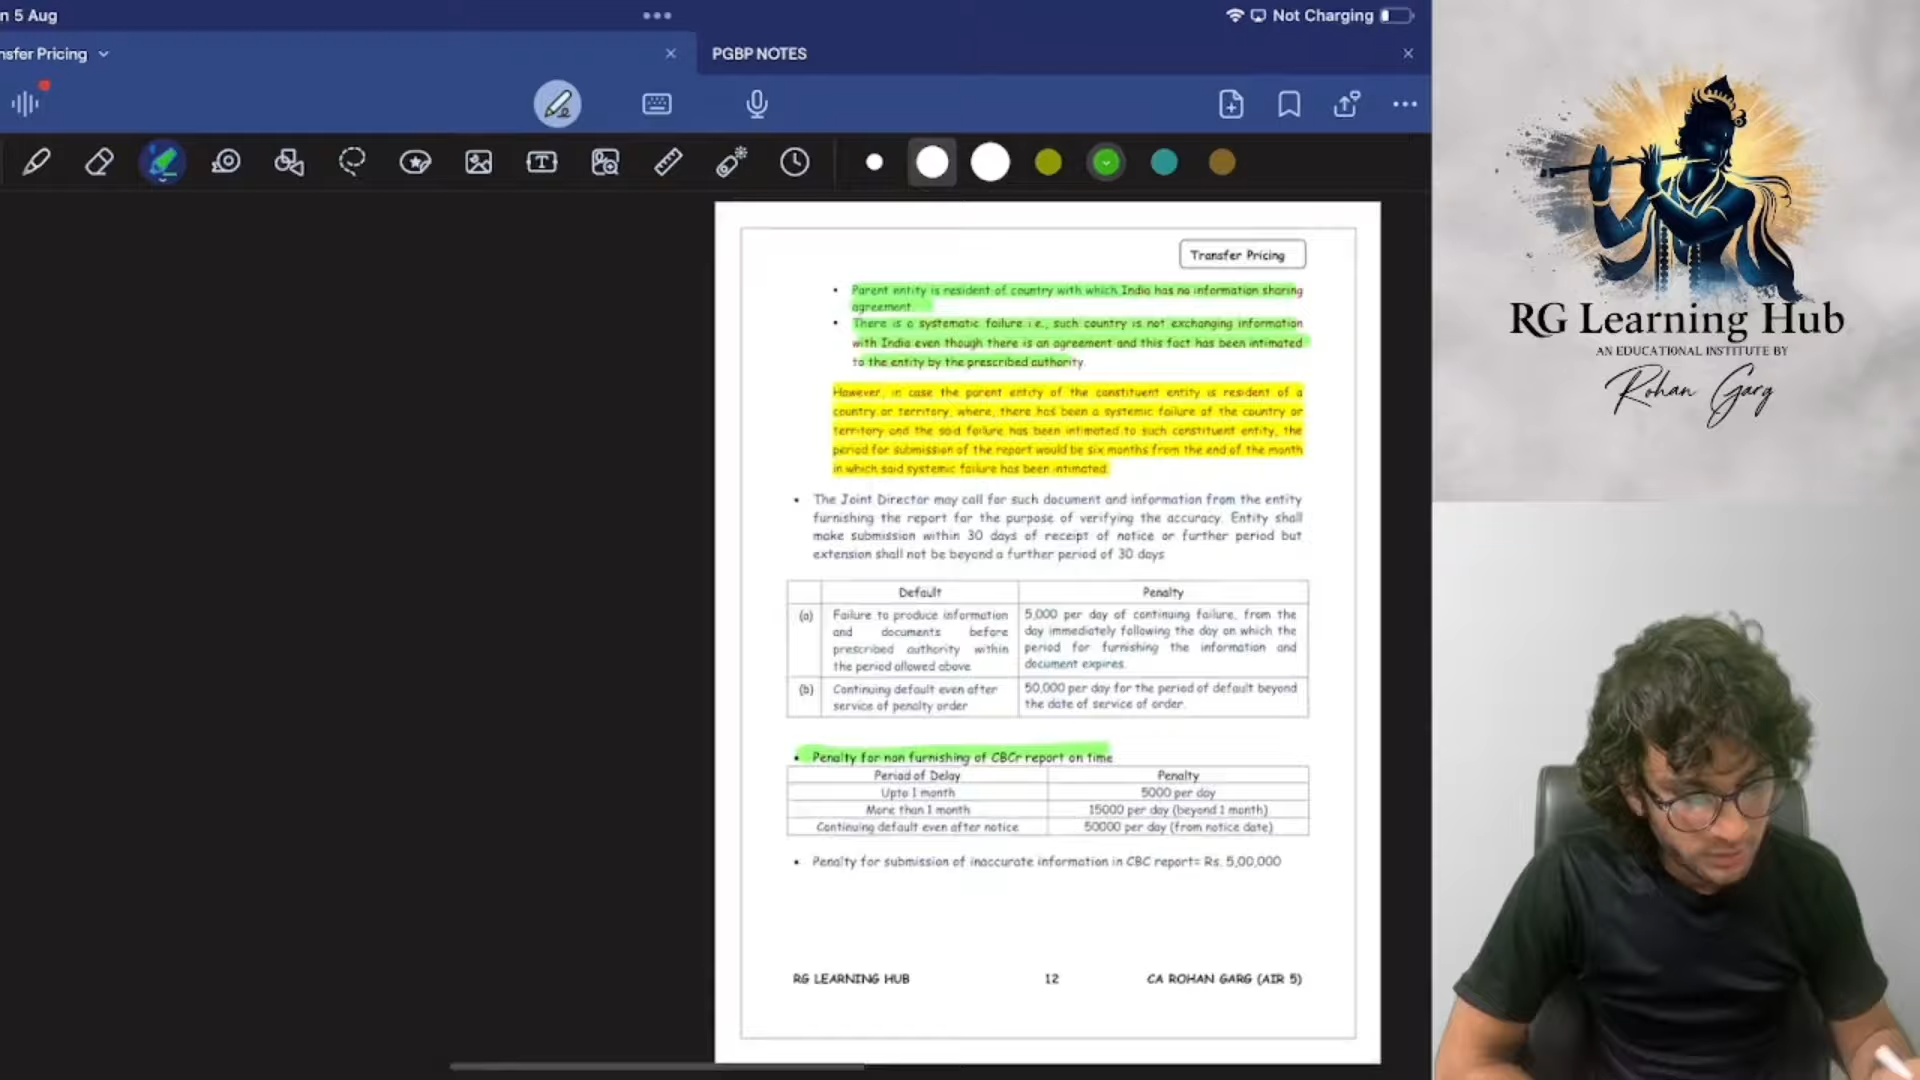 n 5 Aug
Not Charging
nsfer Pricing
PGBP NOTES
Transfer Pricing
• Parent entity is resident of country with which India has no information sharing
agreement.
• There is a systematic failure i.e., such country is not exchanging information
with India even though there is an agreement and this fact has been intimated
to the entity by the prescribed authority.
However, in case the parent entity of the constituent entity is resident of a
country or territory, where, there has been a systemic failure of the country or
territory and the said failure has been intimated to such constituent entity, the
period for submission of the report would be six months from the end of the month
in which said systemic failure has been intimated.
• The Joint Director may call for such document and information from the entity
furnishing the report for the purpose of verifying the accuracy. Entity shall
make submission within 30 days of receipt of notice or further period but
extension shall not be beyond a further period of 30 days
Default Penalty
(a) Failure to produce information and documents before prescribed authority within the period allowed above
5,000 per day of continuing failure, from the day immediately following the day on which the period for furnishing the information and document expires.
(b) Continuing default even after service of penalty order
50,000 per day for the period of default beyond the date of service of order.
• Penalty for non furnishing of CBCr report on time
Period of Delay Penalty
Upto 1 month 5000 per day
More than 1 month 15000 per day (beyond 1 month)
Continuing default even after notice 50000 per day (from notice date)
• Penalty for submission of inaccurate information in CBC report= Rs. 5,00,000
RG LEARNING HUB 12 CA ROHAN GARG (AIR 5)
RG Learning Hub
AN EDUCATIONAL INSTITUTE BY
Rohan Garg